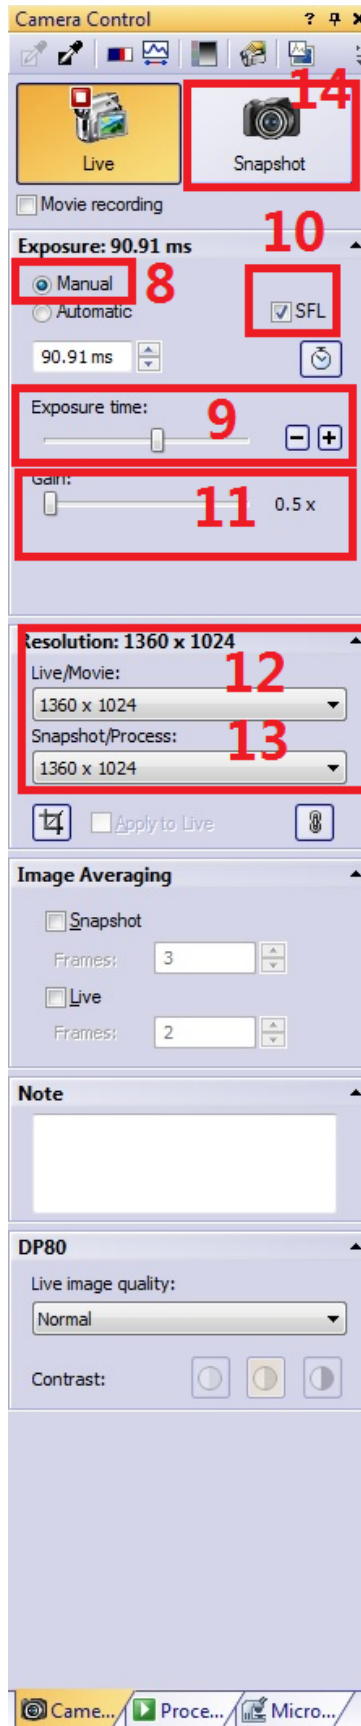 Camera Control ?
14
Live Snapshot
Movie recording
10
Exposure: 90.91 ms
Manual 8
Automatic SFL
90.91 ms
Exposure time:
9
Gain:
11 0.5 x
Resolution: 1360 x 1024
Live/Movie:
12
1360 x 1024
Snapshot/Process:
13
1360 x 1024
Apply to Live
Image Averaging
Snapshot
Frames: 3
Live
Frames: 2
Note
DP80
Live image quality:
Normal
Contrast:
Came... Proce... Micro...